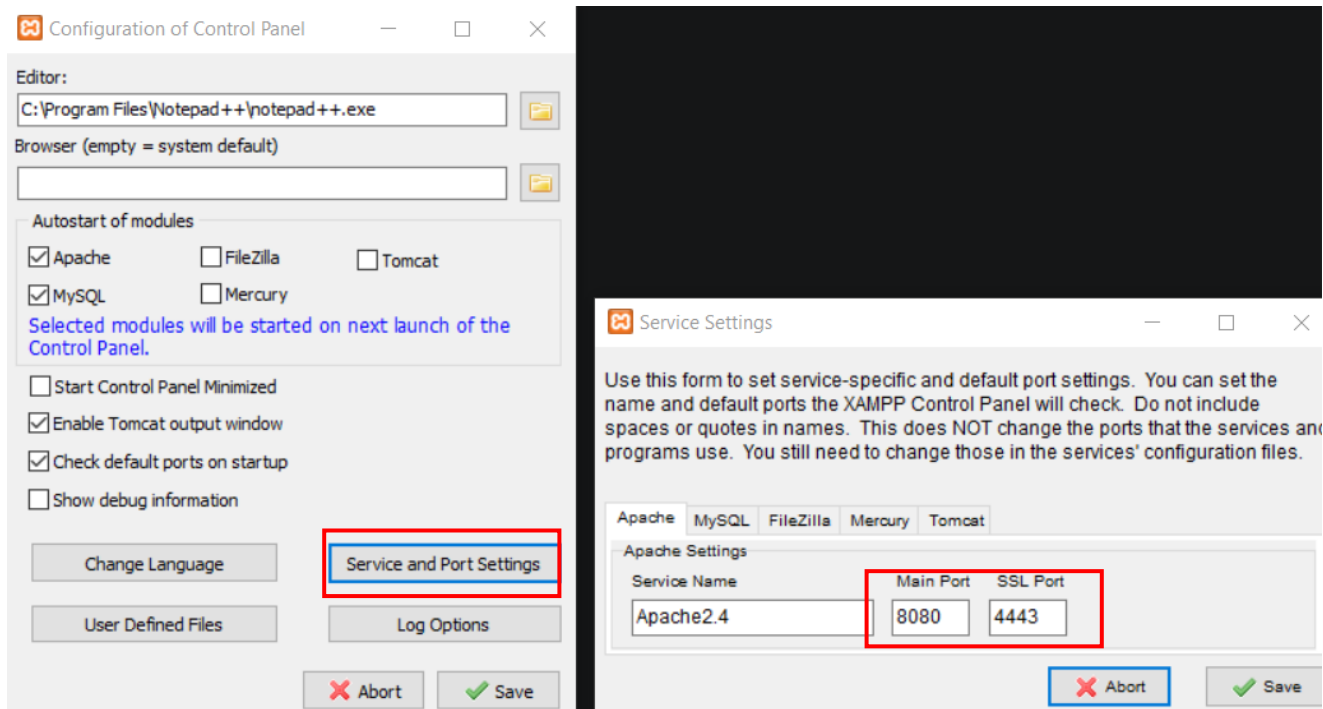 Configuration of Control Panel
Editor:
C:\Program Files\Notepad++\notepad++.exe
Browser (empty = system default)
Autostart of modules
Apache
FileZilla
Tomcat
MySQL
Mercury
Selected modules will be started on next launch of the
Control Panel.
Start Control Panel Minimized
Enable Tomcat output window
Check default ports on startup
Show debug information
Change Language
Service and Port Settings
User Defined Files
Log Options
Abort
Save
Service Settings
Use this form to set service-specific and default port settings. You can set the
name and default ports the XAMPP Control Panel will check. Do not include
spaces or quotes in names. This does NOT change the ports that the services and
programs use. You still need to change those in the services' configuration files.
Apache MySQL FileZilla Mercury Tomcat
Apache Settings
Service Name Main Port SSL Port
Apache2.4 8080 4443
Abort
Save